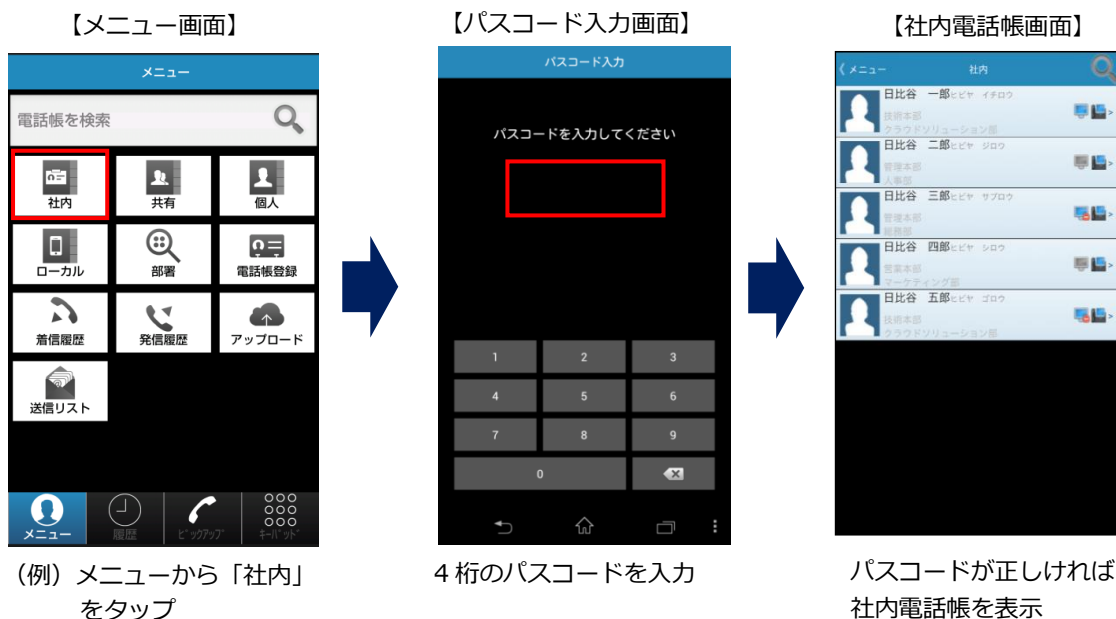 【メニュー画面】
メニュー
電話帳を検索
社内
共有
個人
ローカル
部署
電話帳登録
着信履歴
発信履歴
アップロード
送信リスト
メニュー
履歴
ピックアップ
キーパッド
（例）メニューから「社内」
をタップ
【パスコード入力画面】
パスコード入力
パスコードを入力してください
1 2 3
4 5 6
7 8 9
0
4 桁のパスコードを入力
【社内電話帳画面】
メニュー 社内
日比谷 一郎 ヒビヤ イチロウ
技術本部
クラウドソリューション部
日比谷 二郎 ヒビヤ ジロウ
管理本部
人事部
日比谷 三郎 ヒビヤ サブロウ
管理本部
総務部
日比谷 四郎 ヒビヤ シロウ
営業本部
マーケティング部
日比谷 五郎 ヒビヤ ゴロウ
技術本部
クラウドソリューション部
パスコードが正しければ
社内電話帳を表示